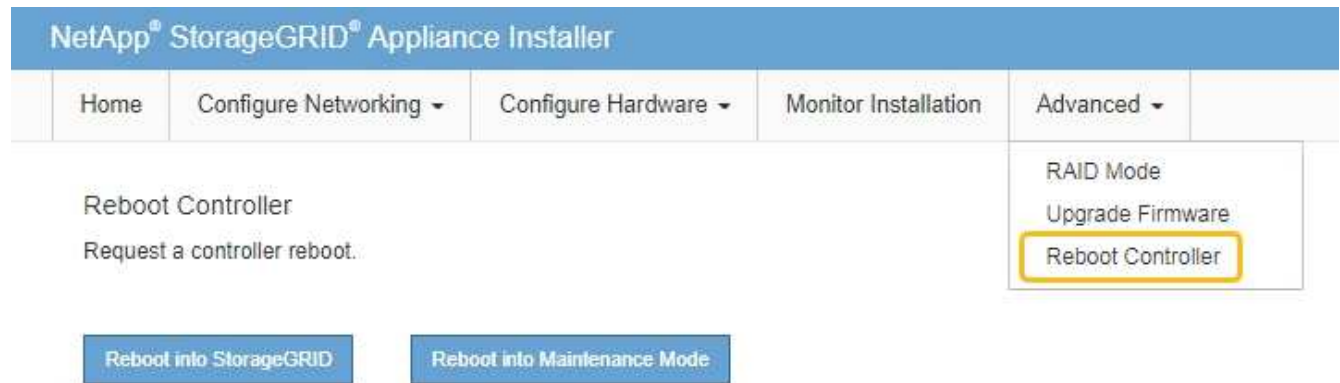 NetApp® StorageGRID® Appliance Installer
Home Configure Networking Configure Hardware Monitor Installation Advanced
RAID Mode
Upgrade Firmware
Reboot Controller
Reboot Controller
Request a controller reboot.
Reboot into StorageGRID Reboot into Maintenance Mode